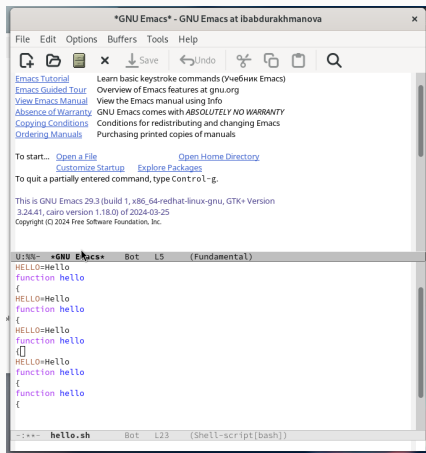 *GNU Emacs* - GNU Emacs at ibabdurakhmanova
File Edit Options Buffers Tools Help
Save Undo
Emacs Tutorial Learn basic keystroke commands (Учебник Emacs)
Emacs Guided Tour Overview of Emacs features at gnu.org
View Emacs Manual View the Emacs manual using Info
Absence of Warranty GNU Emacs comes with ABSOLUTELY NO WARRANTY
Copying Conditions Conditions for redistributing and changing Emacs
Ordering Manuals Purchasing printed copies of manuals
To start... Open a File Open Home Directory
Customize Startup Explore Packages
To quit a partially entered command, type Control-g.
This is GNU Emacs 29.3 (build 1, x86_64-redhat-linux-gnu, GTK+ Version
3.24.41, cairo version 1.18.0) of 2024-03-25
Copyright (C) 2024 Free Software Foundation, Inc.
U:%%- *GNU Emacs* Bot L5 (Fundamental)
HELLO=Hello
function hello
{
HELLO=Hello
function hello
{
HELLO=Hello
function hello
{
HELLO=Hello
function hello
{
function hello
{
-:**- hello.sh Bot L23 (Shell-script[bash])